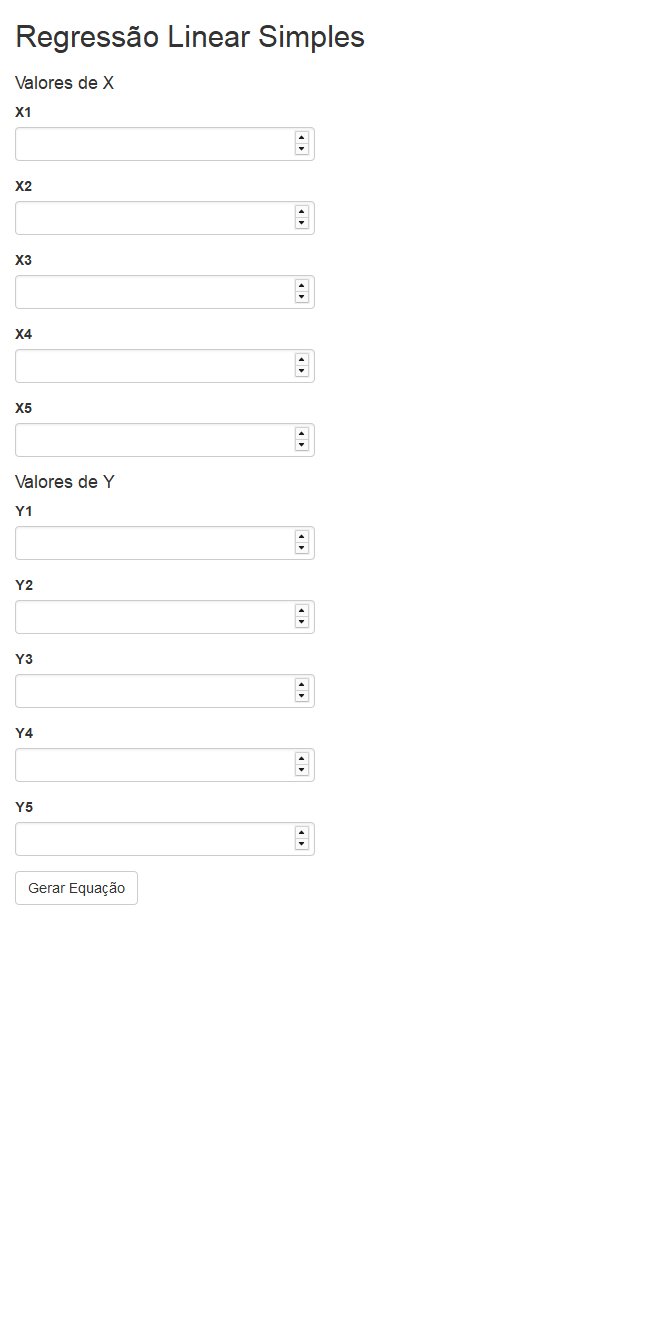 Regressão Linear Simples
Valores de X
X1
X2
X3
X4
X5
Valores de Y
Y1
Y2
Y3
Y4
Y5
Gerar Equação